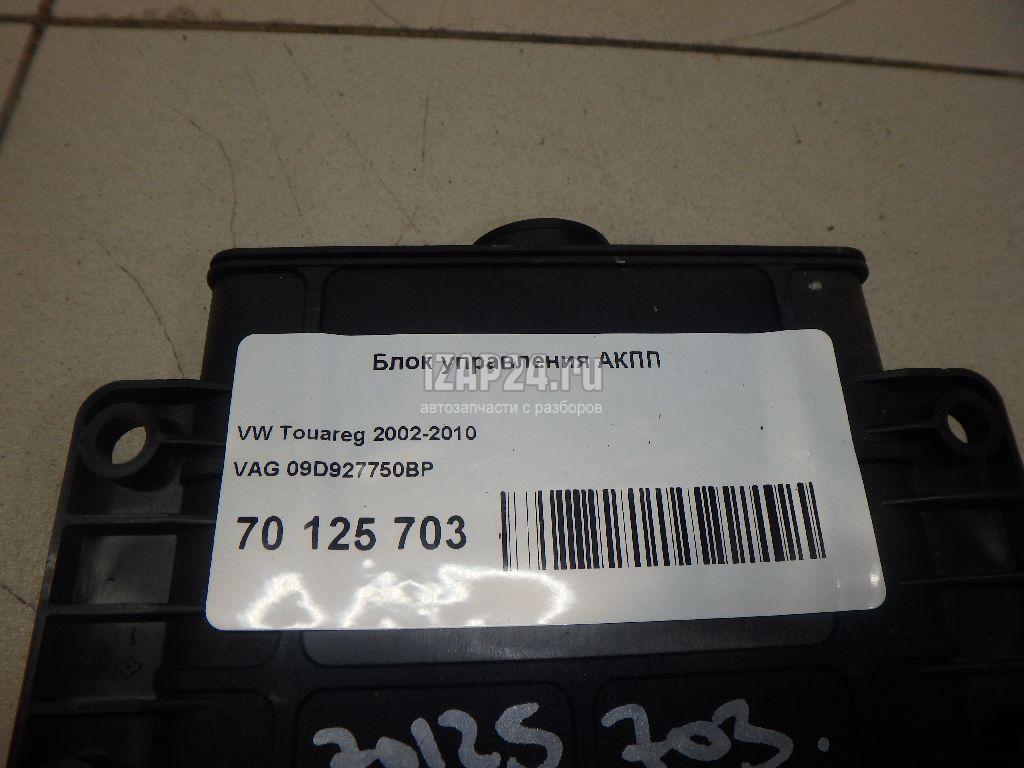 Блок управления АКПП
IZAP24.ru
автозапчасти с разборов
VW Touareg 2002-2010
VAG 09D927750BP
70 125 703
70125 703.